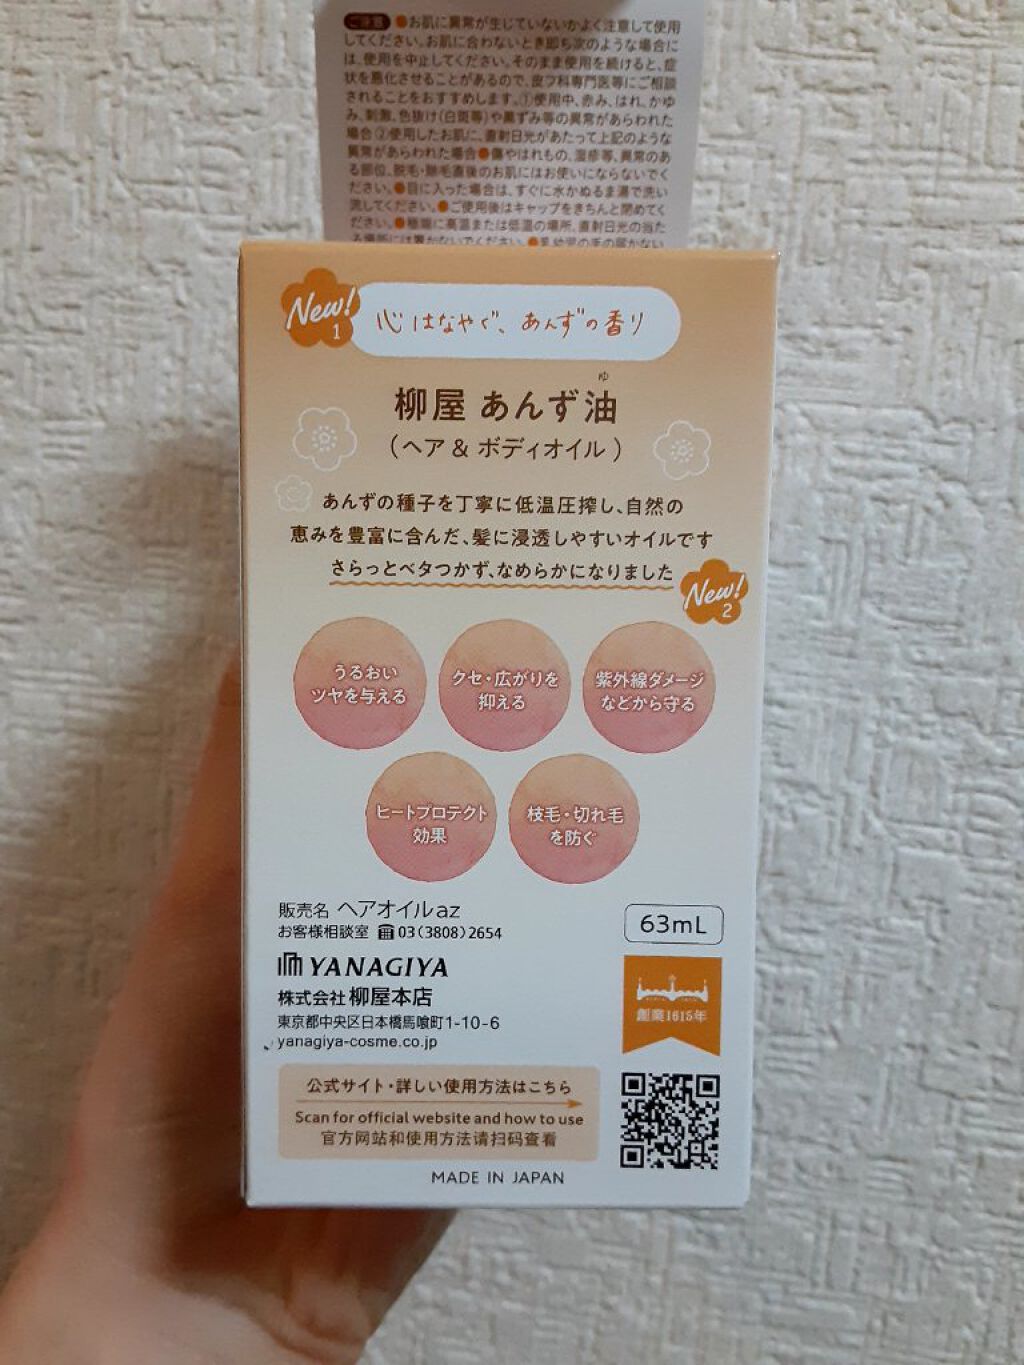 ご注意 ●お肌に異常が生じていないかよく注意して使用
してください。お肌に合わないとき即ち次のような場合に
は、使用を中止してください。そのまま使用を続けると、症
状を悪化させることがあるので、皮フ科専門医等にご相談
されることをおすすめします。①使用中、赤み、はれ、かゆ
み、刺激、色抜け(白斑等)や黒ずみ等の異常があらわれた
場合②使用したお肌に、直射日光があたって上記のような
異常があらわれた場合●傷やはれもの、湿疹等、異常のあ
る部位、脱毛・除毛直後のお肌にはお使いにならないでく
ださい。●目に入った場合は、すぐに水かぬるま湯で洗い
流してください。●ご使用後はキャップをきちんと閉めてく
ださい。●極端に高温または低温の場所、直射日光の当た
る場所には置かないでください。●乳幼児の手の届かない
New! 1
心はなやぐ、あんずの香り
ゆ
柳屋 あんず油
(ヘア & ボディオイル)
あんずの種子を丁寧に低温圧搾し、自然の
恵みを豊富に含んだ、髪に浸透しやすいオイルです
さらっとベタつかず、なめらかになりました
New! 2
うるおい
ツヤを与える
クセ・広がりを
抑える
紫外線ダメージ
などから守る
ヒートプロテクト
効果
枝毛・切れ毛
を防ぐ
販売名 ヘアオイルaz
お客様相談室 ☎03(3808)2654
63mL
YANAGIYA
株式会社柳屋本店
東京都中央区日本橋馬喰町1-10-6
yanagiya-cosme.co.jp
創業1615年
公式サイト・詳しい使用方法はこちら
Scan for official website and how to use
官方网站和使用方法请扫码查看
MADE IN JAPAN